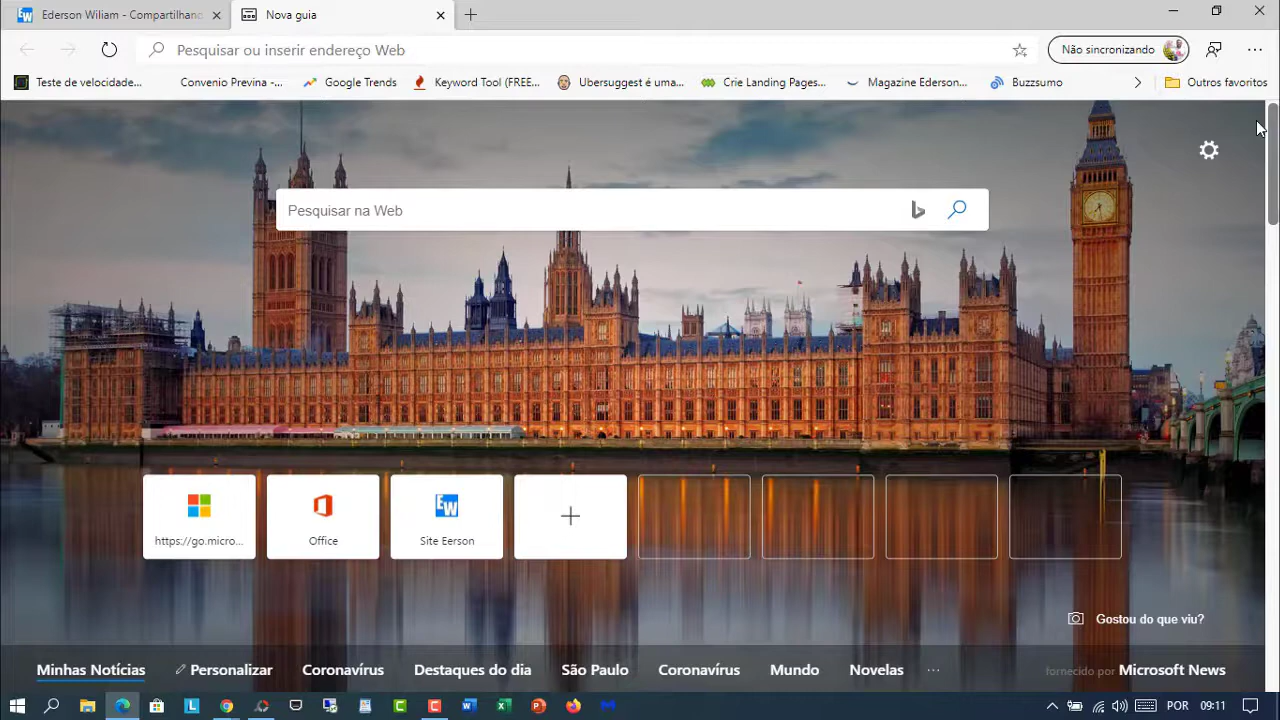 Ederson Wiliam - Compartilhand
Nova guia
Pesquisar ou inserir endereço Web
Não sincronizando
Teste de velocidade...
Convenio Previna -...
Google Trends
Keyword Tool (FREE...
Ubersuggest é uma...
Crie Landing Pages...
Magazine Ederson...
Buzzsumo
Outros favoritos
Pesquisar na Web
https://go.micro...
Office
Site Eerson
Gostou do que viu?
Minhas Notícias
Personalizar
Coronavírus
Destaques do dia
São Paulo
Coronavírus
Mundo
Novelas
fornecido por Microsoft News
POR
09:11